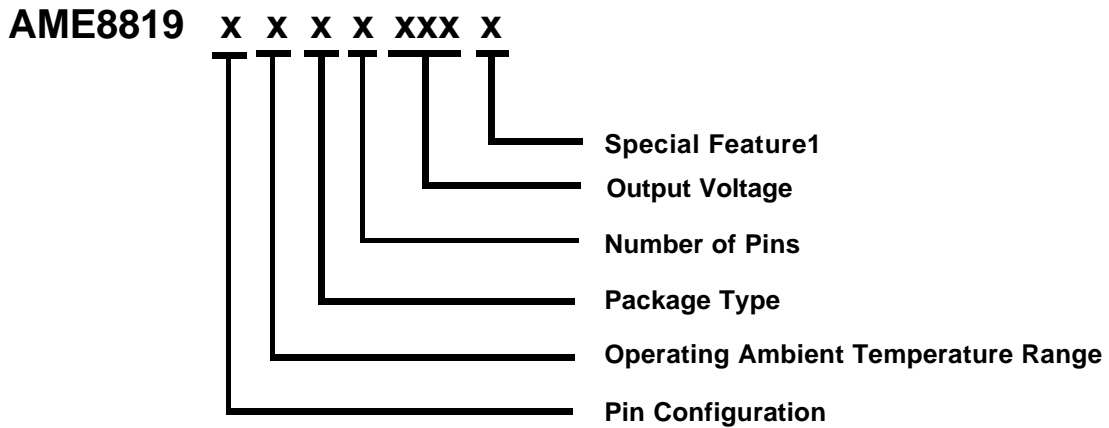 AME8819 x x x x xxx x
Special Feature1
Output Voltage
Number of Pins
Package Type
Operating Ambient Temperature Range
Pin Configuration